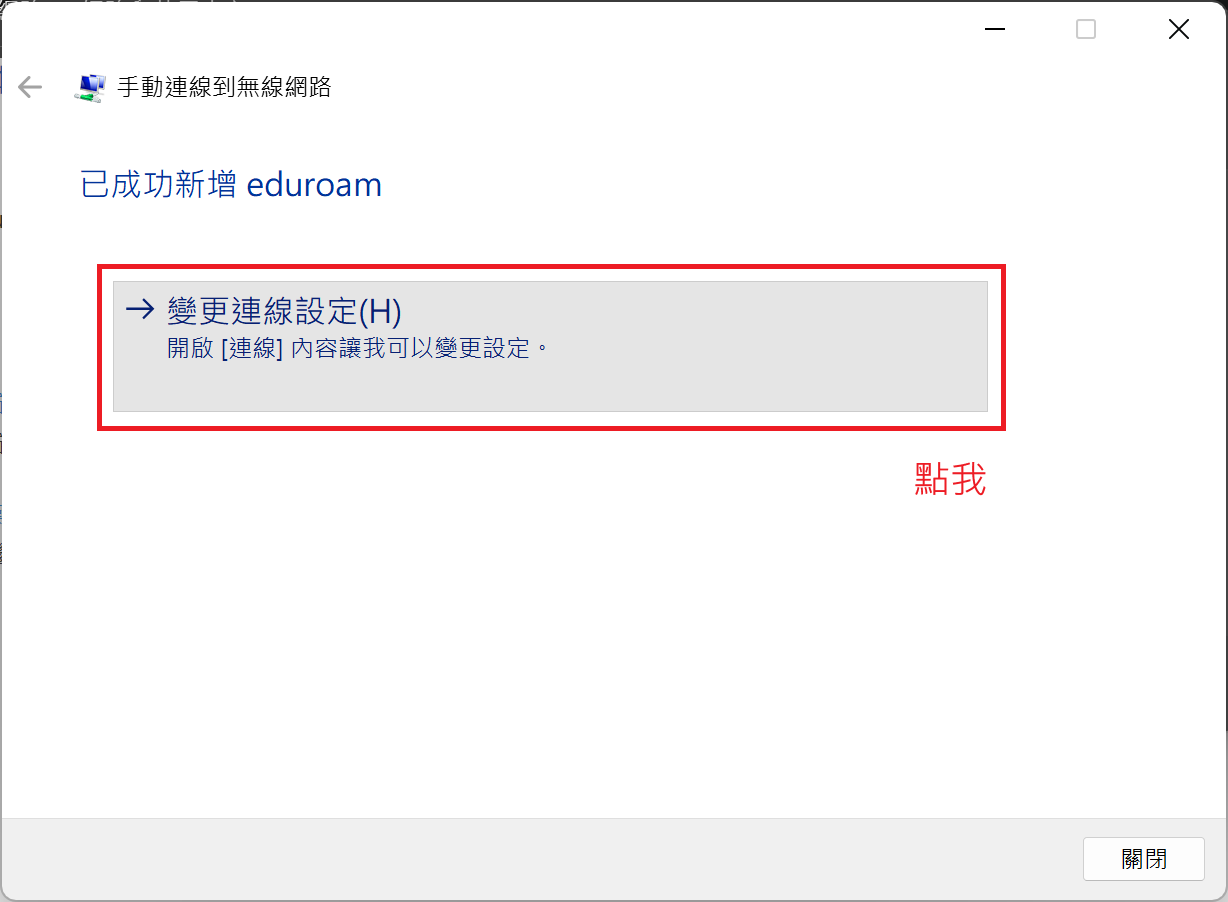 手動連線到無線網路
已成功新增 eduroam
→ 變更連線設定(H)
開啟 [連線] 內容讓我可以變更設定。
點我
關閉